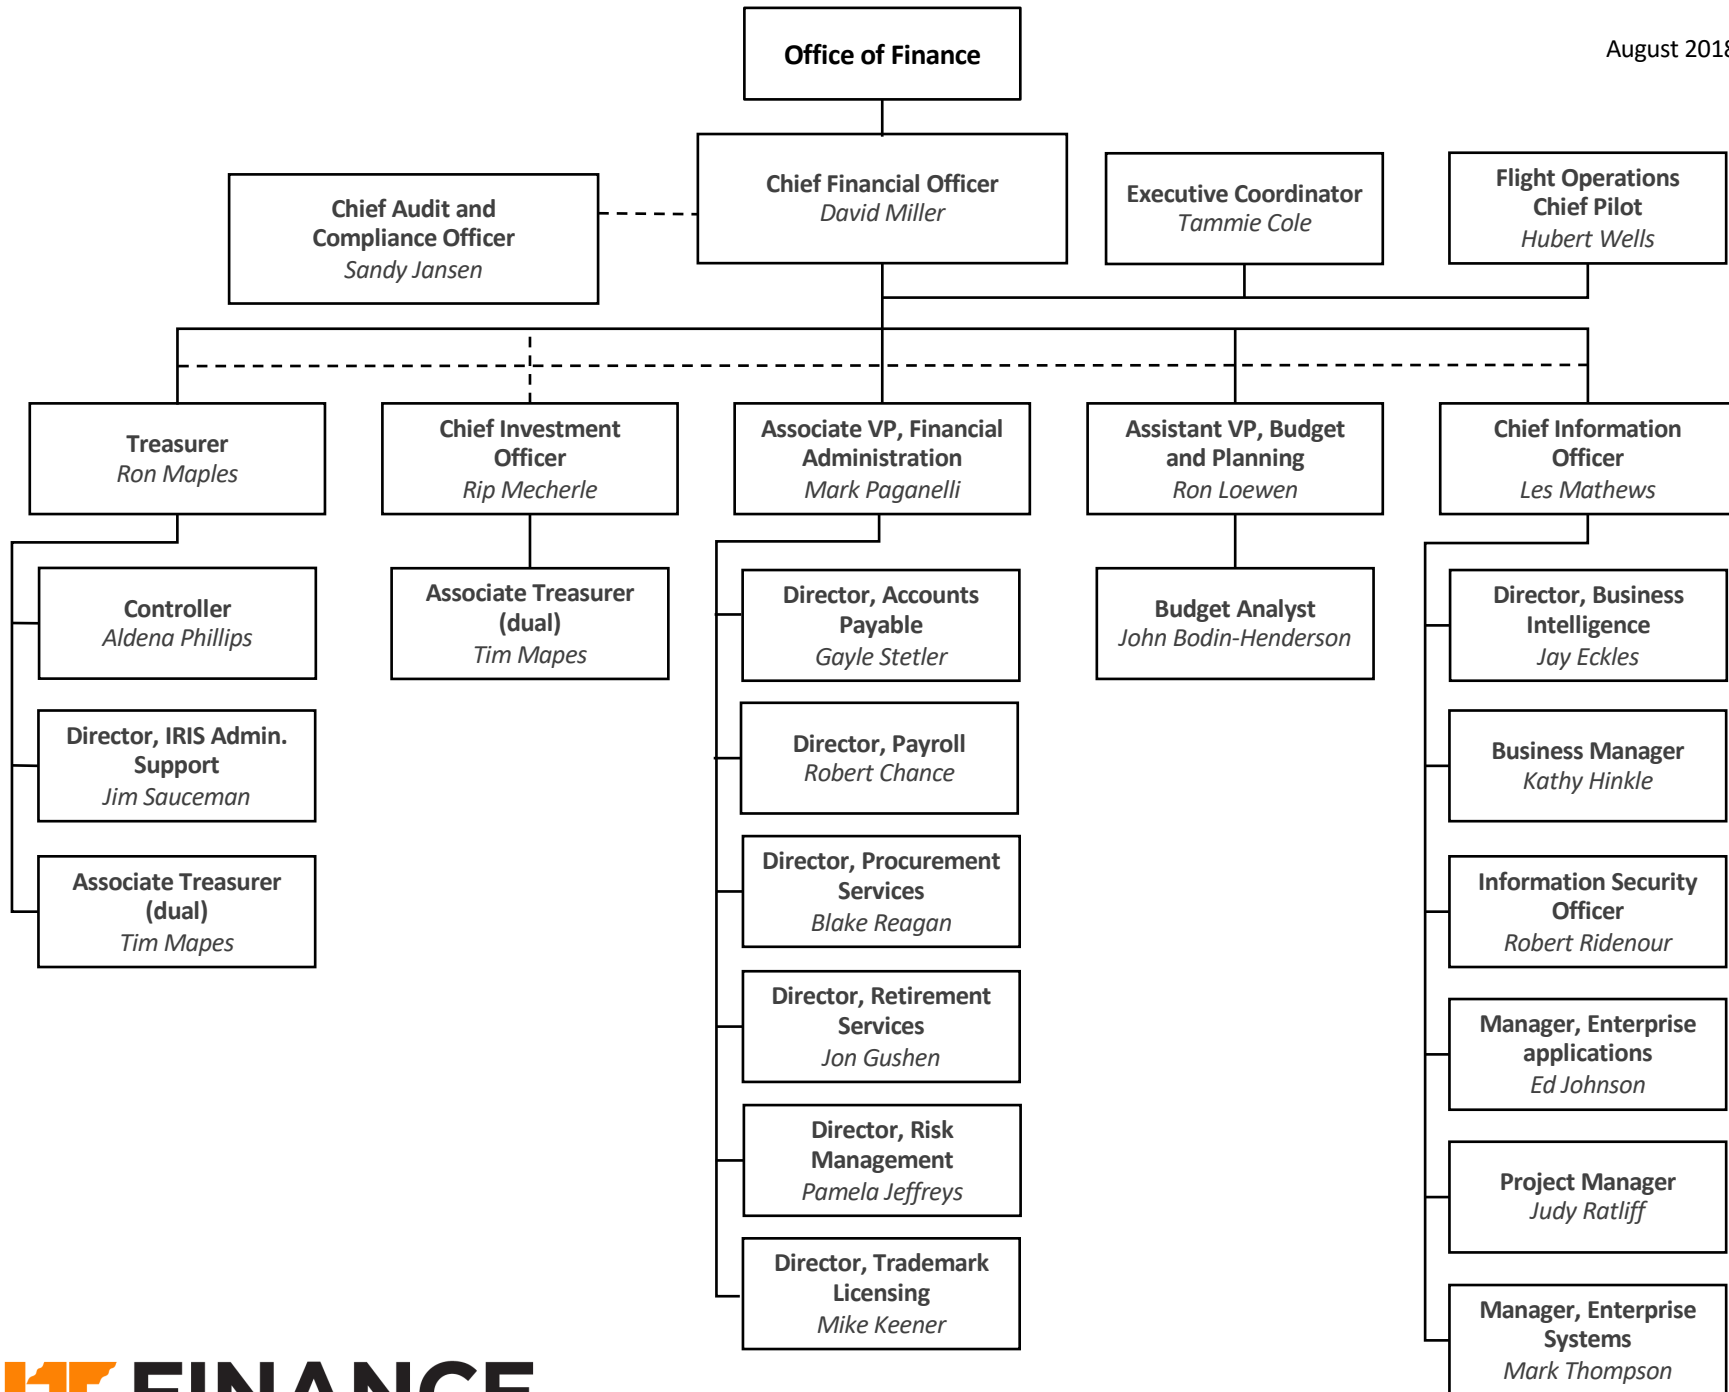 Office of Finance
August 2018
Chief Financial Officer
David Miller
Chief Audit and
Compliance Officer
Sandy Jansen
Executive Coordinator
Tammie Cole
Flight Operations
Chief Pilot
Hubert Wells
Treasurer
Ron Maples
Chief Investment
Officer
Rip Mecherle
Associate VP, Financial
Administration
Mark Paganelli
Assistant VP, Budget
and Planning
Ron Loewen
Chief Information
Officer
Les Mathews
Controller
Aldena Phillips
Director, IRIS Admin.
Support
Jim Sauceman
Associate Treasurer
(dual)
Tim Mapes
Associate Treasurer
(dual)
Tim Mapes
Director, Accounts
Payable
Gayle Stetler
Director, Payroll
Robert Chance
Director, Procurement
Services
Blake Reagan
Director, Retirement
Services
Jon Gushen
Director, Risk
Management
Pamela Jeffreys
Director, Trademark
Licensing
Mike Keener
Budget Analyst
John Bodin-Henderson
Director, Business
Intelligence
Jay Eckles
Business Manager
Kathy Hinkle
Information Security
Officer
Robert Ridenour
Manager, Enterprise
applications
Ed Johnson
Project Manager
Judy Ratliff
Manager, Enterprise
Systems
Mark Thompson
UT FINANCE